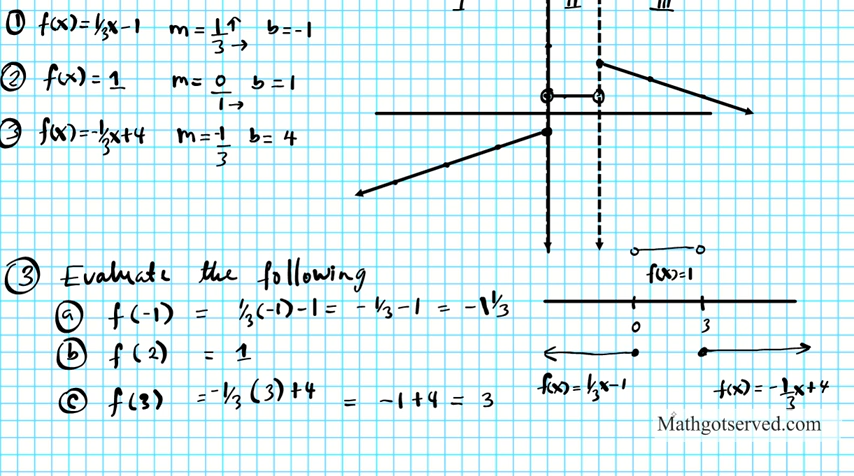 I II III
① f(x)=⅓x-1 m=1↑/3→ b=-1
② f(x)=1 m=0/1→ b=1
③ f(x)=-⅓x+4 m=-1/3 b=4
③ Evaluate the following
ⓐ f(-1) = ⅓(-1)-1= -⅓-1 = -1⅓
ⓑ f(2) = 1
ⓒ f(3) =-⅓(3)+4 = -1+4 = 3
f(x)=1
0 3
f(x)=⅓x-1 f(x)=-⅓x+4
Mathgotserved.com